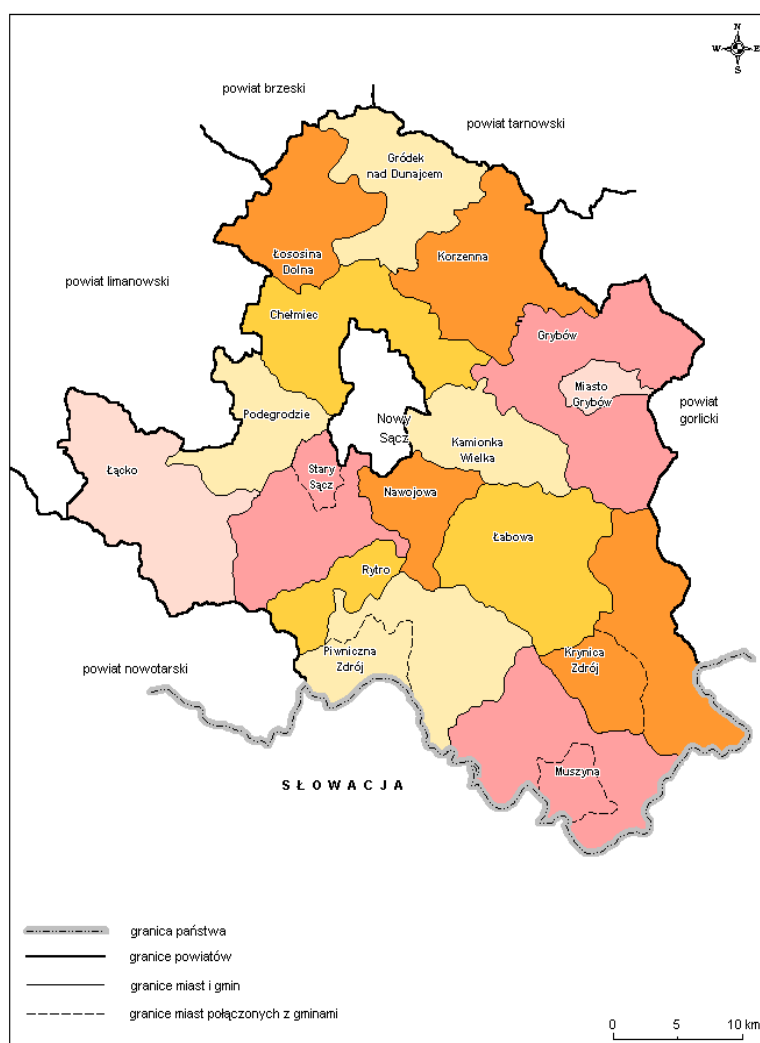 N
W E
S
powiat brzeski
powiat tarnowski
Gródek
nad Dunajcem
Łososina
Dolna
Korzenna
powiat limanowski
Chełmiec
Grybów
Miasto
Grybów
powiat
gorlicki
Podegrodzie
Nowy
Sącz
Kamionka
Wielka
Łącko
Stary
Sącz
Nawojowa
Łabowa
Rytro
Piwniczna
Zdrój
Krynica
Zdrój
powiat nowotarski
Muszyna
SŁOWACJA
granica państwa
granice powiatów
granice miast i gmin
granice miast połączonych z gminami
0 5 10 km